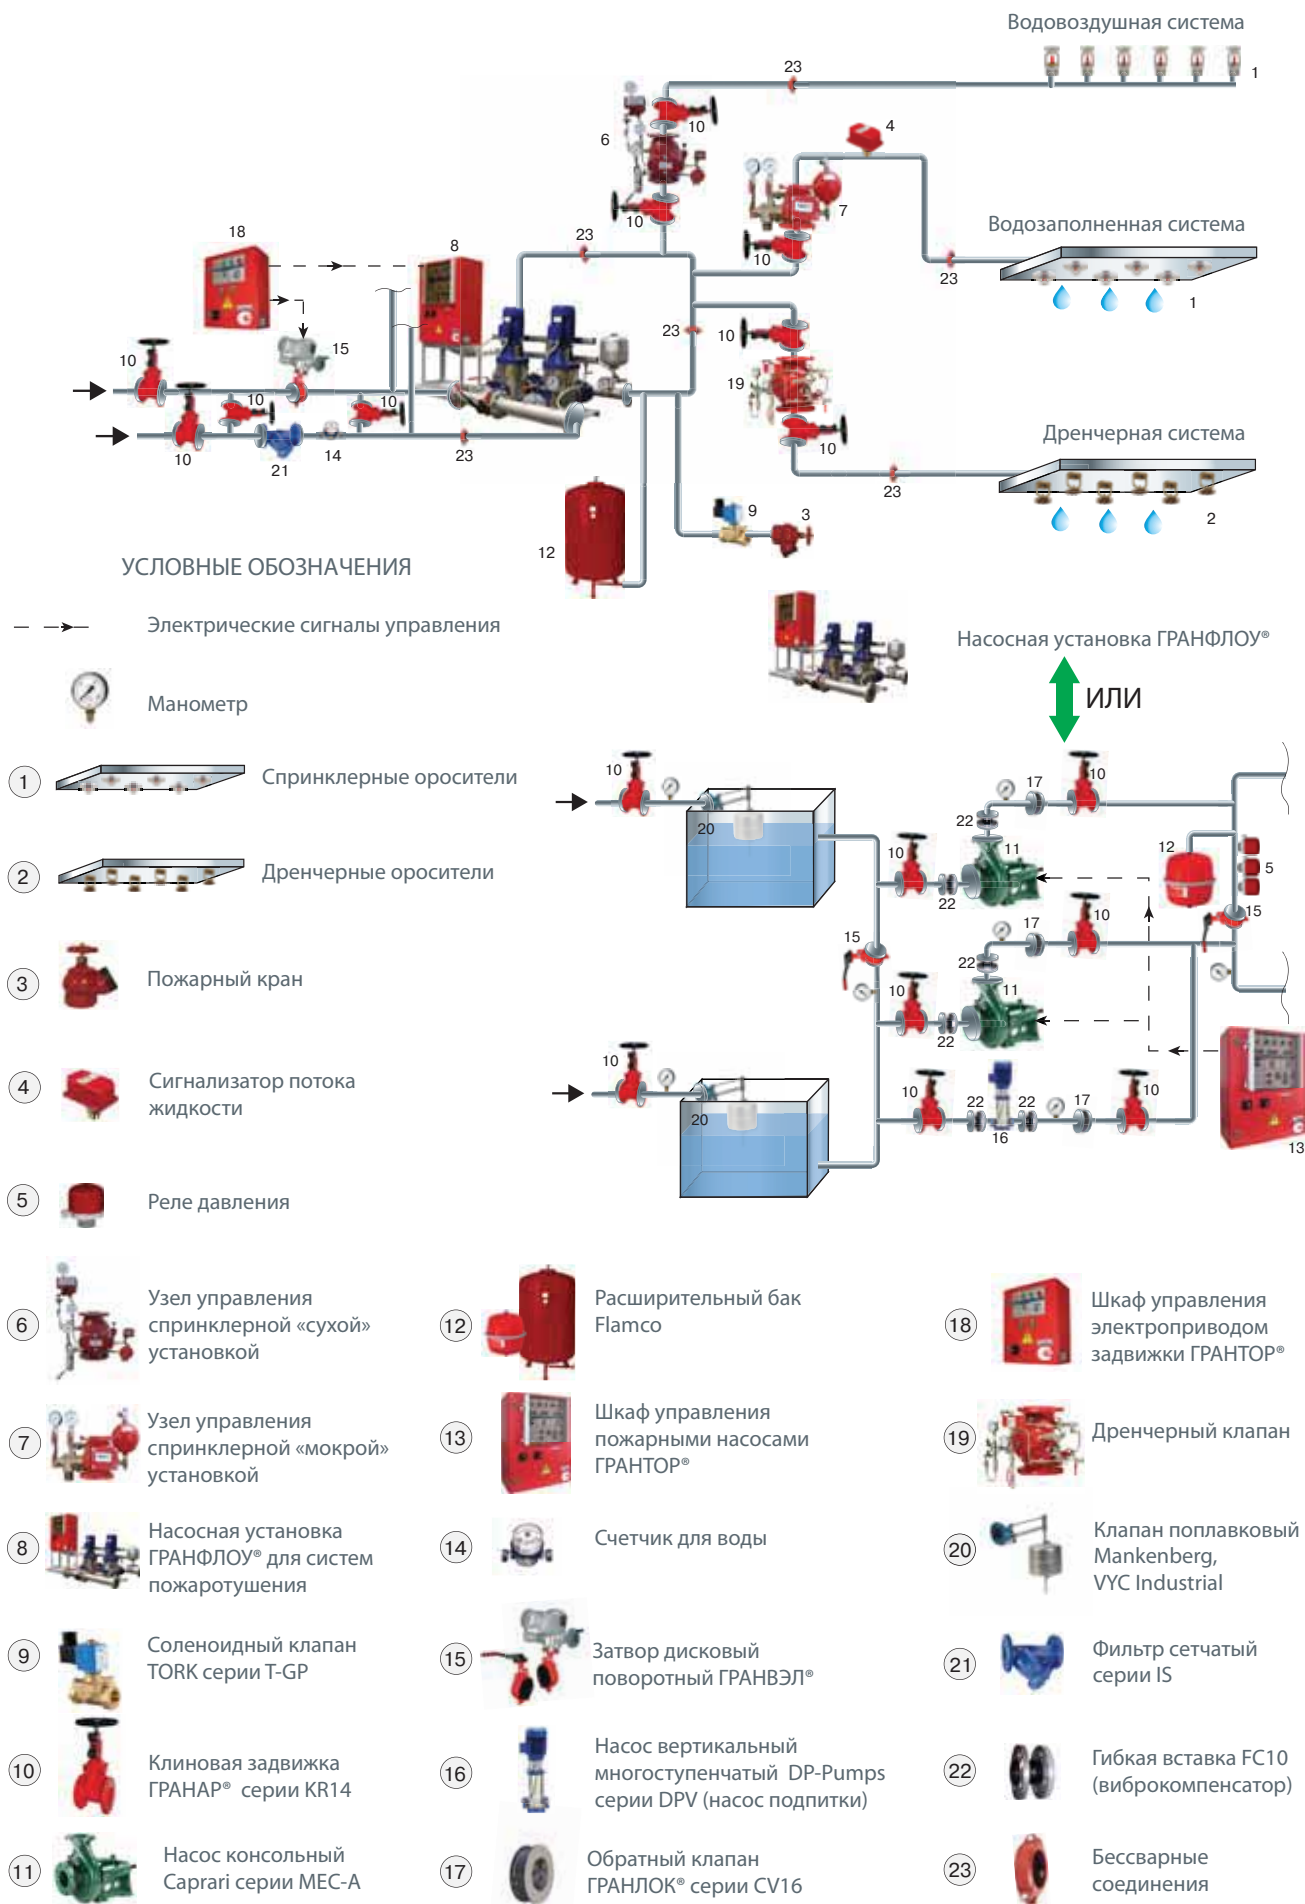 Водовоздушная система
23
1
10
6
4
7
10
10
Водозаполненная система
18
8
23
23
1
10
15
23
10
19
10
10
10
Дренчерная система
10
21
14
23
23
2
9
3
12
УСЛОВНЫЕ ОБОЗНАЧЕНИЯ
Электрические сигналы управления
Насосная установка ГРАНФЛОУ®
ИЛИ
Манометр
1 Спринклерные оросители
10
20
22
17
10
10
11
12
5
22
15
2 Дренчерные оросители
17
10
15
22
3 Пожарный кран
10
11
22
4 Сигнализатор потока
жидкости
10
20
10
22
22
17
10
16
13
5 Реле давления
6 Узел управления
спринклерной «сухой»
установкой
7 Узел управления
спринклерной «мокрой»
установкой
8 Насосная установка
ГРАНФЛОУ® для систем
пожаротушения
9 Соленоидный клапан
TORK серии T-GP
10 Клиновая задвижка
ГРАНАР® серии KR14
11 Насос консольный
Caprari серии MEC-A
12 Расширительный бак
Flamco
13 Шкаф управления
пожарными насосами
ГРАНТОР®
14 Счетчик для воды
15 Затвор дисковый
поворотный ГРАНВЭЛ®
16 Насос вертикальный
многоступенчатый DP-Pumps
серии DPV (насос подпитки)
17 Обратный клапан
ГРАНЛОК® серии CV16
18 Шкаф управления
электроприводом
задвижки ГРАНТОР®
19 Дренчерный клапан
20 Клапан поплавковый
Mankenberg,
VYC Industrial
21 Фильтр сетчатый
серии IS
22 Гибкая вставка FC10
(виброкомпенсатор)
23 Бессварные
соединения